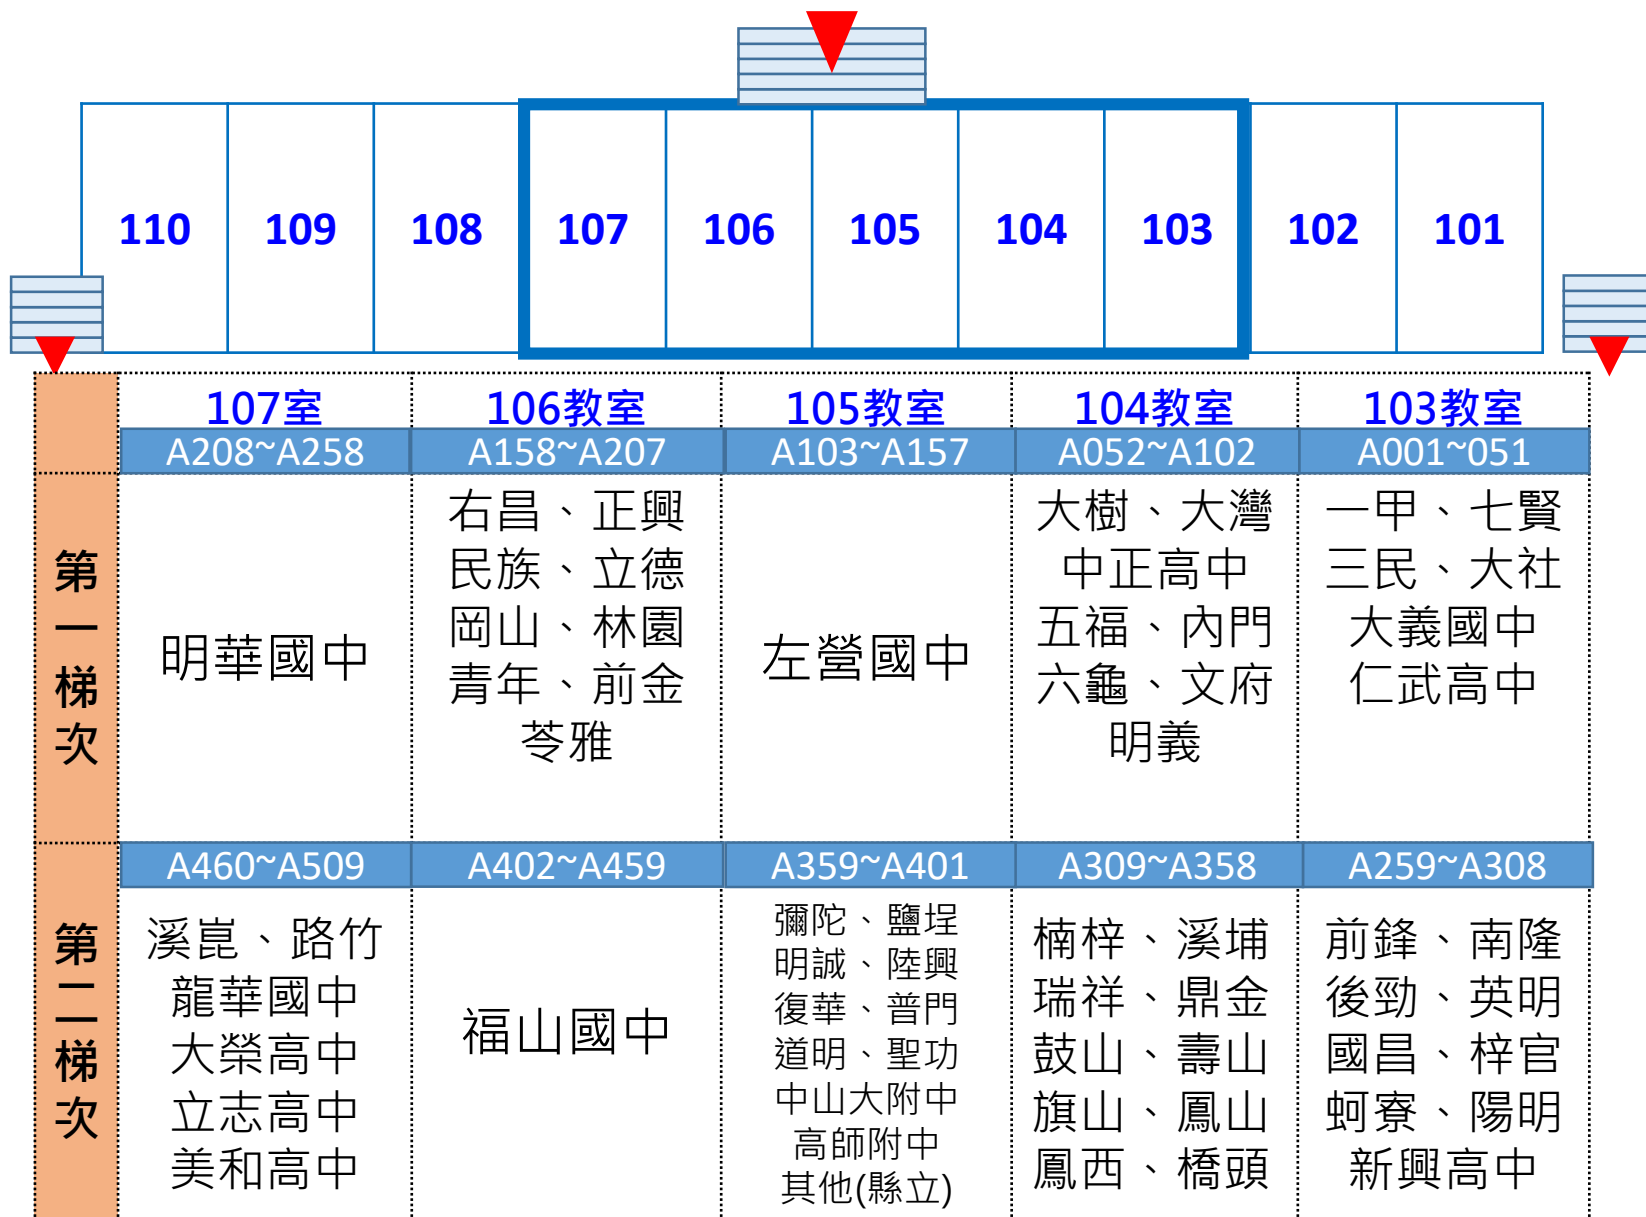 110 109 108 107 106 105 104 103 102 101
107室 106教室 105教室 104教室 103教室
A208~A258 A158~A207 A103~A157 A052~A102 A001~051
第一梯次
明華國中
右昌、正興
民族、立德
岡山、林園
青年、前金
苓雅
左營國中
大樹、大灣
中正高中
五福、內門
六龜、文府
明義
一甲、七賢
三民、大社
大義國中
仁武高中
A460~A509 A402~A459 A359~A401 A309~A358 A259~A308
第二梯次
溪崑、路竹
龍華國中
大榮高中
立志高中
美和高中
福山國中
彌陀、鹽埕
明誠、陸興
復華、普門
道明、聖功
中山大附中
高師附中
其他(縣立)
楠梓、溪埔
瑞祥、鼎金
鼓山、壽山
旗山、鳳山
鳳西、橋頭
前鋒、南隆
後勁、英明
國昌、梓官
蚵寮、陽明
新興高中